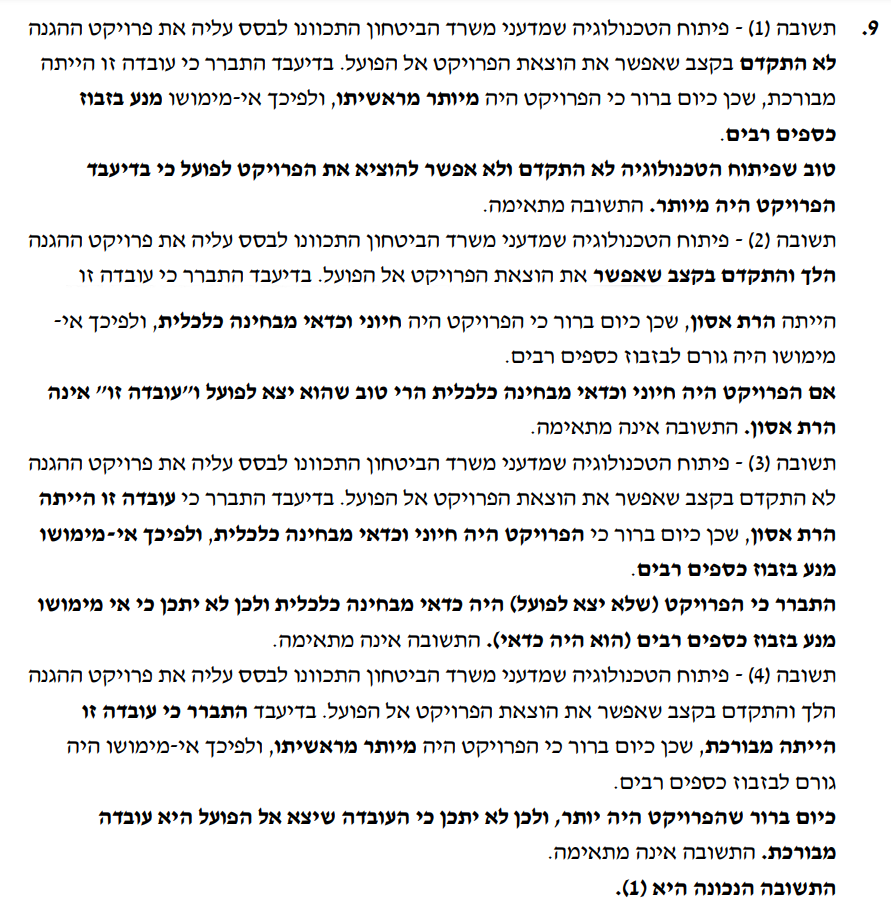 9. תשובה (1) - פיתוח הטכנולוגיה שמדעני משרד הביטחון התכוונו לבסס עליה את פרויקט ההגנה
לא התקדם בקצב שאפשר את הוצאת הפרויקט אל הפועל. בדיעבד התברר כי עובדה זו הייתה
מבורכת, שכן כיום ברור כי הפרויקט היה מיותר מראשיתו, ולפיכך אי-מימושו מנע בזבוז
כספים רבים.
טוב שפיתוח הטכנולוגיה לא התקדם ולא אפשר להוציא את הפרויקט לפועל כי בדיעבד
הפרויקט היה מיותר. התשובה מתאימה.
תשובה (2) - פיתוח הטכנולוגיה שמדעני משרד הביטחון התכוונו לבסס עליה את פרויקט ההגנה
הלך והתקדם בקצב שאפשר את הוצאת הפרויקט אל הפועל. בדיעבד התברר כי עובדה זו
הייתה הרת אסון, שכן כיום ברור כי הפרויקט היה חיוני וכדאי מבחינה כלכלית, ולפיכך אי-
מימושו היה גורם לבזבוז כספים רבים.
אם הפרויקט היה חיוני וכדאי מבחינה כלכלית הרי טוב שהוא יצא לפועל ו"עובדה זו" אינה
הרת אסון. התשובה אינה מתאימה.
תשובה (3) - פיתוח הטכנולוגיה שמדעני משרד הביטחון התכוונו לבסס עליה את פרויקט ההגנה
לא התקדם בקצב שאפשר את הוצאת הפרויקט אל הפועל. בדיעבד התברר כי עובדה זו הייתה
הרת אסון, שכן כיום ברור כי הפרויקט היה חיוני וכדאי מבחינה כלכלית, ולפיכך אי-מימושו
מנע בזבוז כספים רבים.
התברר כי הפרויקט (שלא יצא לפועל) היה כדאי מבחינה כלכלית ולכן לא יתכן כי אי מימושו
מנע בזבוז כספים רבים (הוא היה כדאי). התשובה אינה מתאימה.
תשובה (4) - פיתוח הטכנולוגיה שמדעני משרד הביטחון התכוונו לבסס עליה את פרויקט ההגנה
הלך והתקדם בקצב שאפשר את הוצאת הפרויקט אל הפועל. בדיעבד התברר כי עובדה זו
הייתה מבורכת, שכן כיום ברור כי הפרויקט היה מיותר מראשיתו, ולפיכך אי-מימושו היה
גורם לבזבוז כספים רבים.
כיום ברור שהפרויקט היה יותר, ולכן לא יתכן כי העובדה שיצא אל הפועל היא עובדה
מבורכת. התשובה אינה מתאימה.
התשובה הנכונה היא (1).